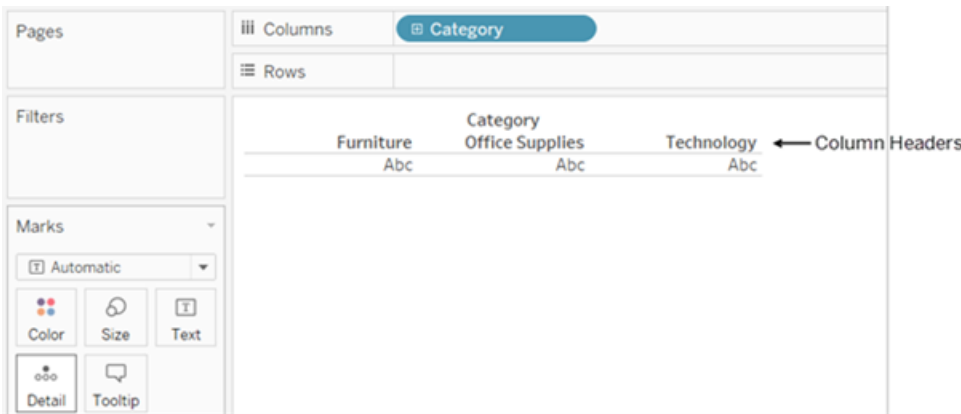 Pages
Columns
Category
Rows
Filters
Category
Furniture Office Supplies Technology
Column Headers
Abc Abc Abc
Marks
T Automatic
Color Size T Text
Detail Tooltip